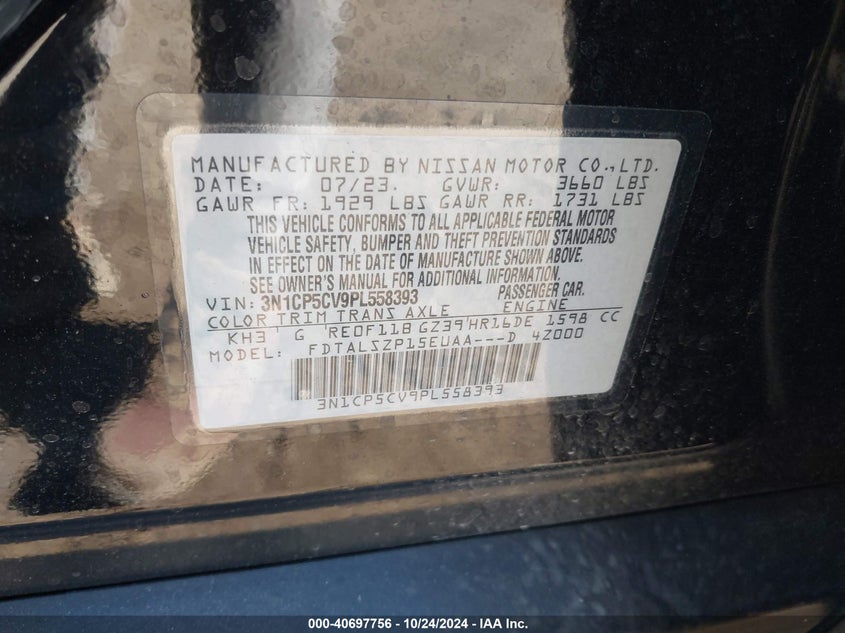 MANUFACTURED BY NISSAN MOTOR CO.,LTD.
DATE: 07/23. GVWR: 3660 LBS
GAWR FR: 1929 LBS GAWR RR: 1731 LBS
THIS VEHICLE CONFORMS TO ALL APPLICABLE FEDERAL MOTOR
VEHICLE SAFETY, BUMPER AND THEFT PREVENTION STANDARDS
IN EFFECT ON THE DATE OF MANUFACTURE SHOWN ABOVE.
SEE OWNER'S MANUAL FOR ADDITIONAL INFORMATION.
VIN: 3N1CP5CV9PL558393 PASSENGER CAR.
COLOR TRIM TRANS AXLE ENGINE
KH3 G RE0F11B GZ39 HR16DE 1598 CC
MODEL: FDTALSZP15EUAA---D 4Z000
3N1CP5CV9PL558393
000-40697756 - 10/24/2024 - IAA Inc.